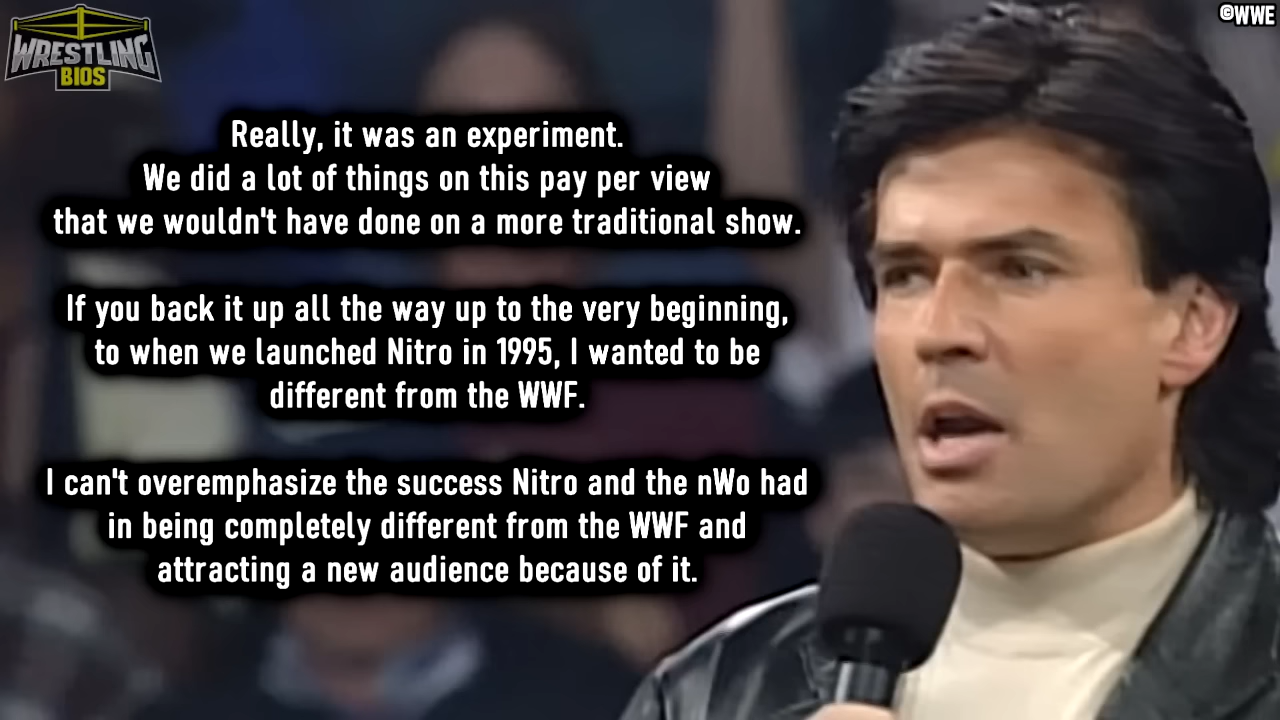 ©WWE
WRESTLING
BIOS
Really, it was an experiment.
We did a lot of things on this pay per view
that we wouldn't have done on a more traditional show.
If you back it up all the way up to the very beginning,
to when we launched Nitro in 1995, I wanted to be
different from the WWF.
I can't overemphasize the success Nitro and the nWo had
in being completely different from the WWF and
attracting a new audience because of it.